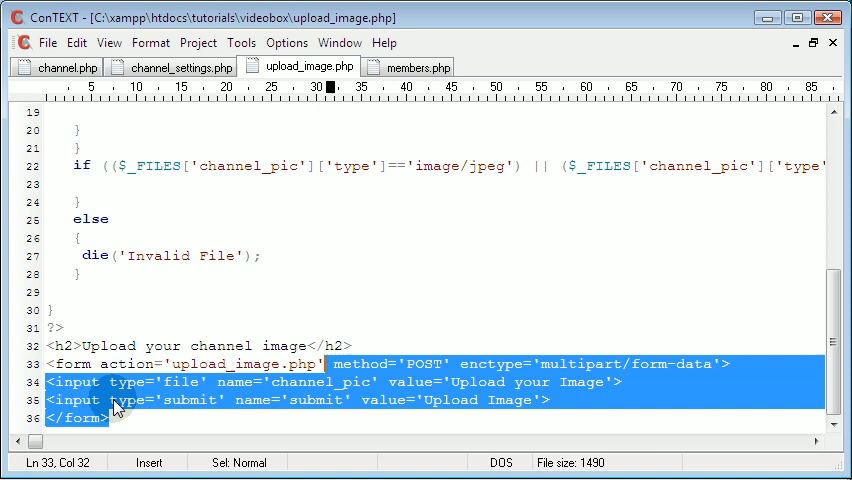 ConTEXT - [C:\xampp\htdocs\tutorials\videobox\upload_image.php]
File Edit View Format Project Tools Options Window Help
channel.php channel_settings.php upload_image.php members.php
5 10 15 20 25 30 35 40 45 50 55 60 65 70 75 80 85
19
20 }
21 }
22 if (($_FILES['channel_pic']['type']=='image/jpeg') || ($_FILES['channel_pic']['type'
23
24 }
25 else
26 {
27 die('Invalid File');
28 }
29
30 }
31 ?>
32 <h2>Upload your channel image</h2>
33 <form action='upload_image.php' method='POST' enctype='multipart/form-data'>
34 <input type='file' name='channel_pic' value='Upload your Image'>
35 <input type='submit' name='submit' value='Upload Image'>
36 </form>
Ln 33, Col 32 Insert Sel: Normal DOS File size: 1490